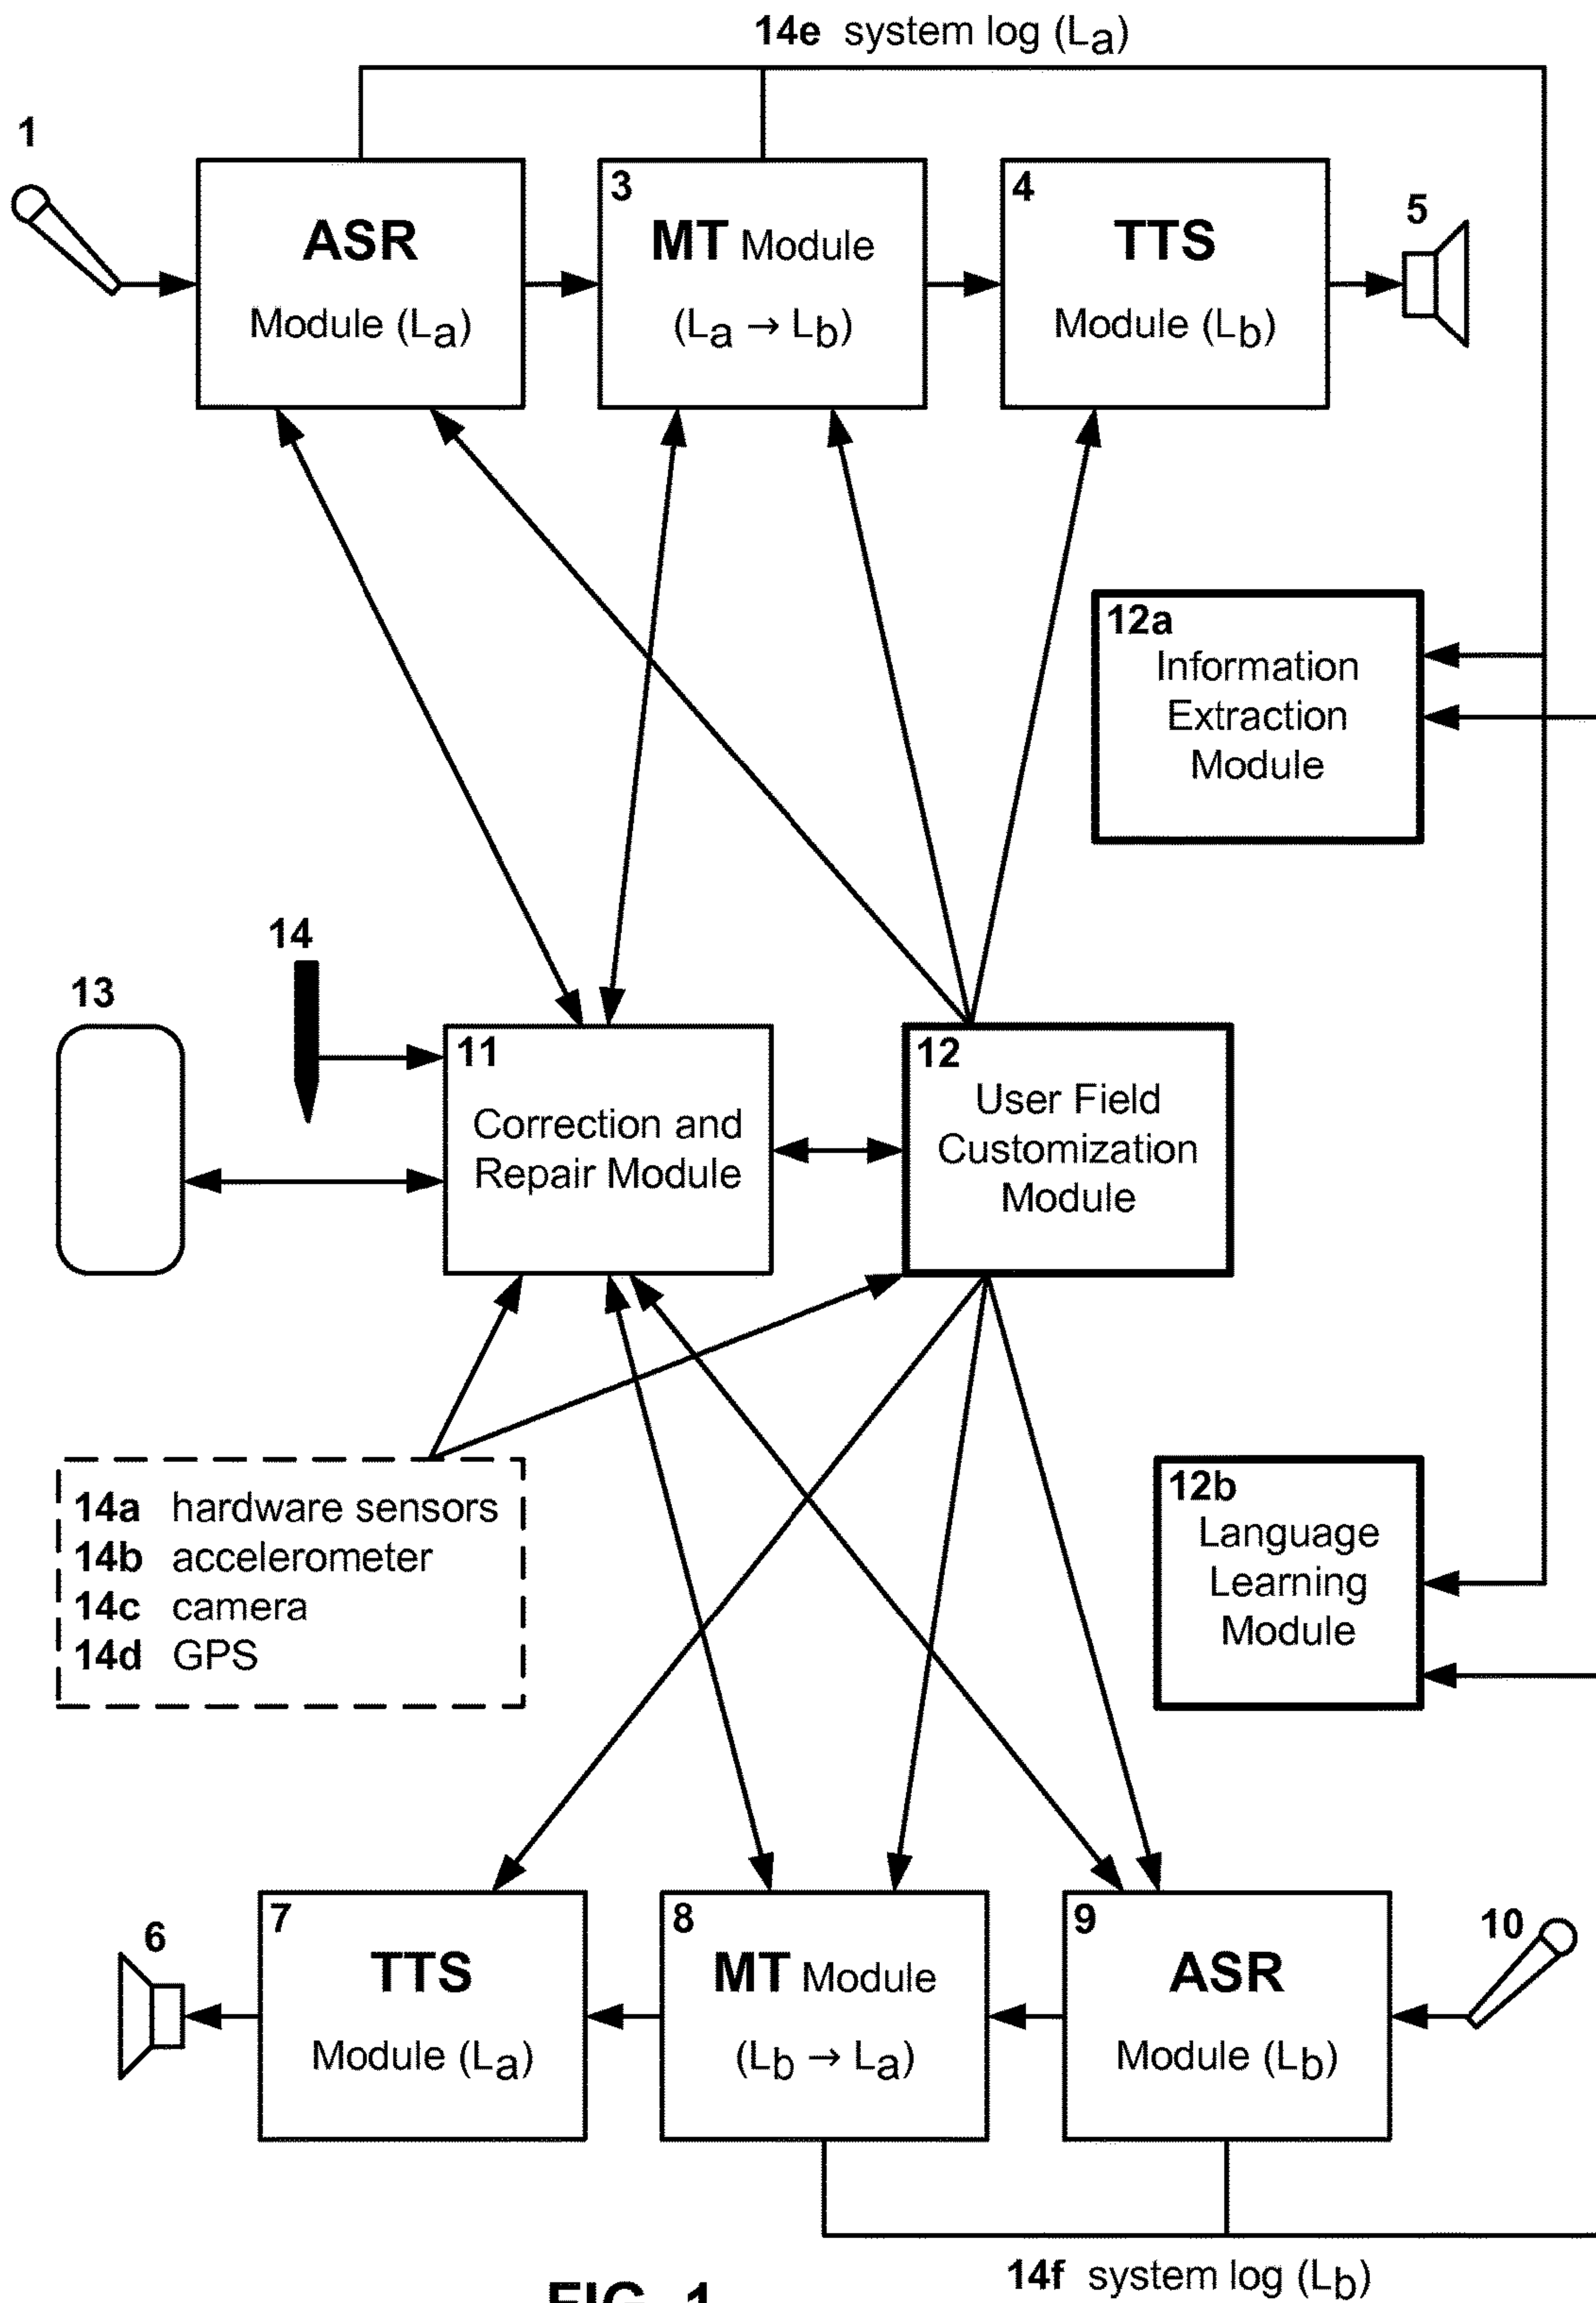 14e system log (La)
1
ASR
Module (La)
3
MT Module
(La → Lb)
4
TTS
Module (Lb)
5
12a
Information
Extraction
Module
14
13
11
Correction and
Repair Module
12
User Field
Customization
Module
14a hardware sensors
14b accelerometer
14c camera
14d GPS
12b
Language
Learning
Module
6
7
TTS
Module (La)
8
MT Module
(Lb → La)
9
ASR
Module (Lb)
10
14f system log (Lb)
FIG. 1